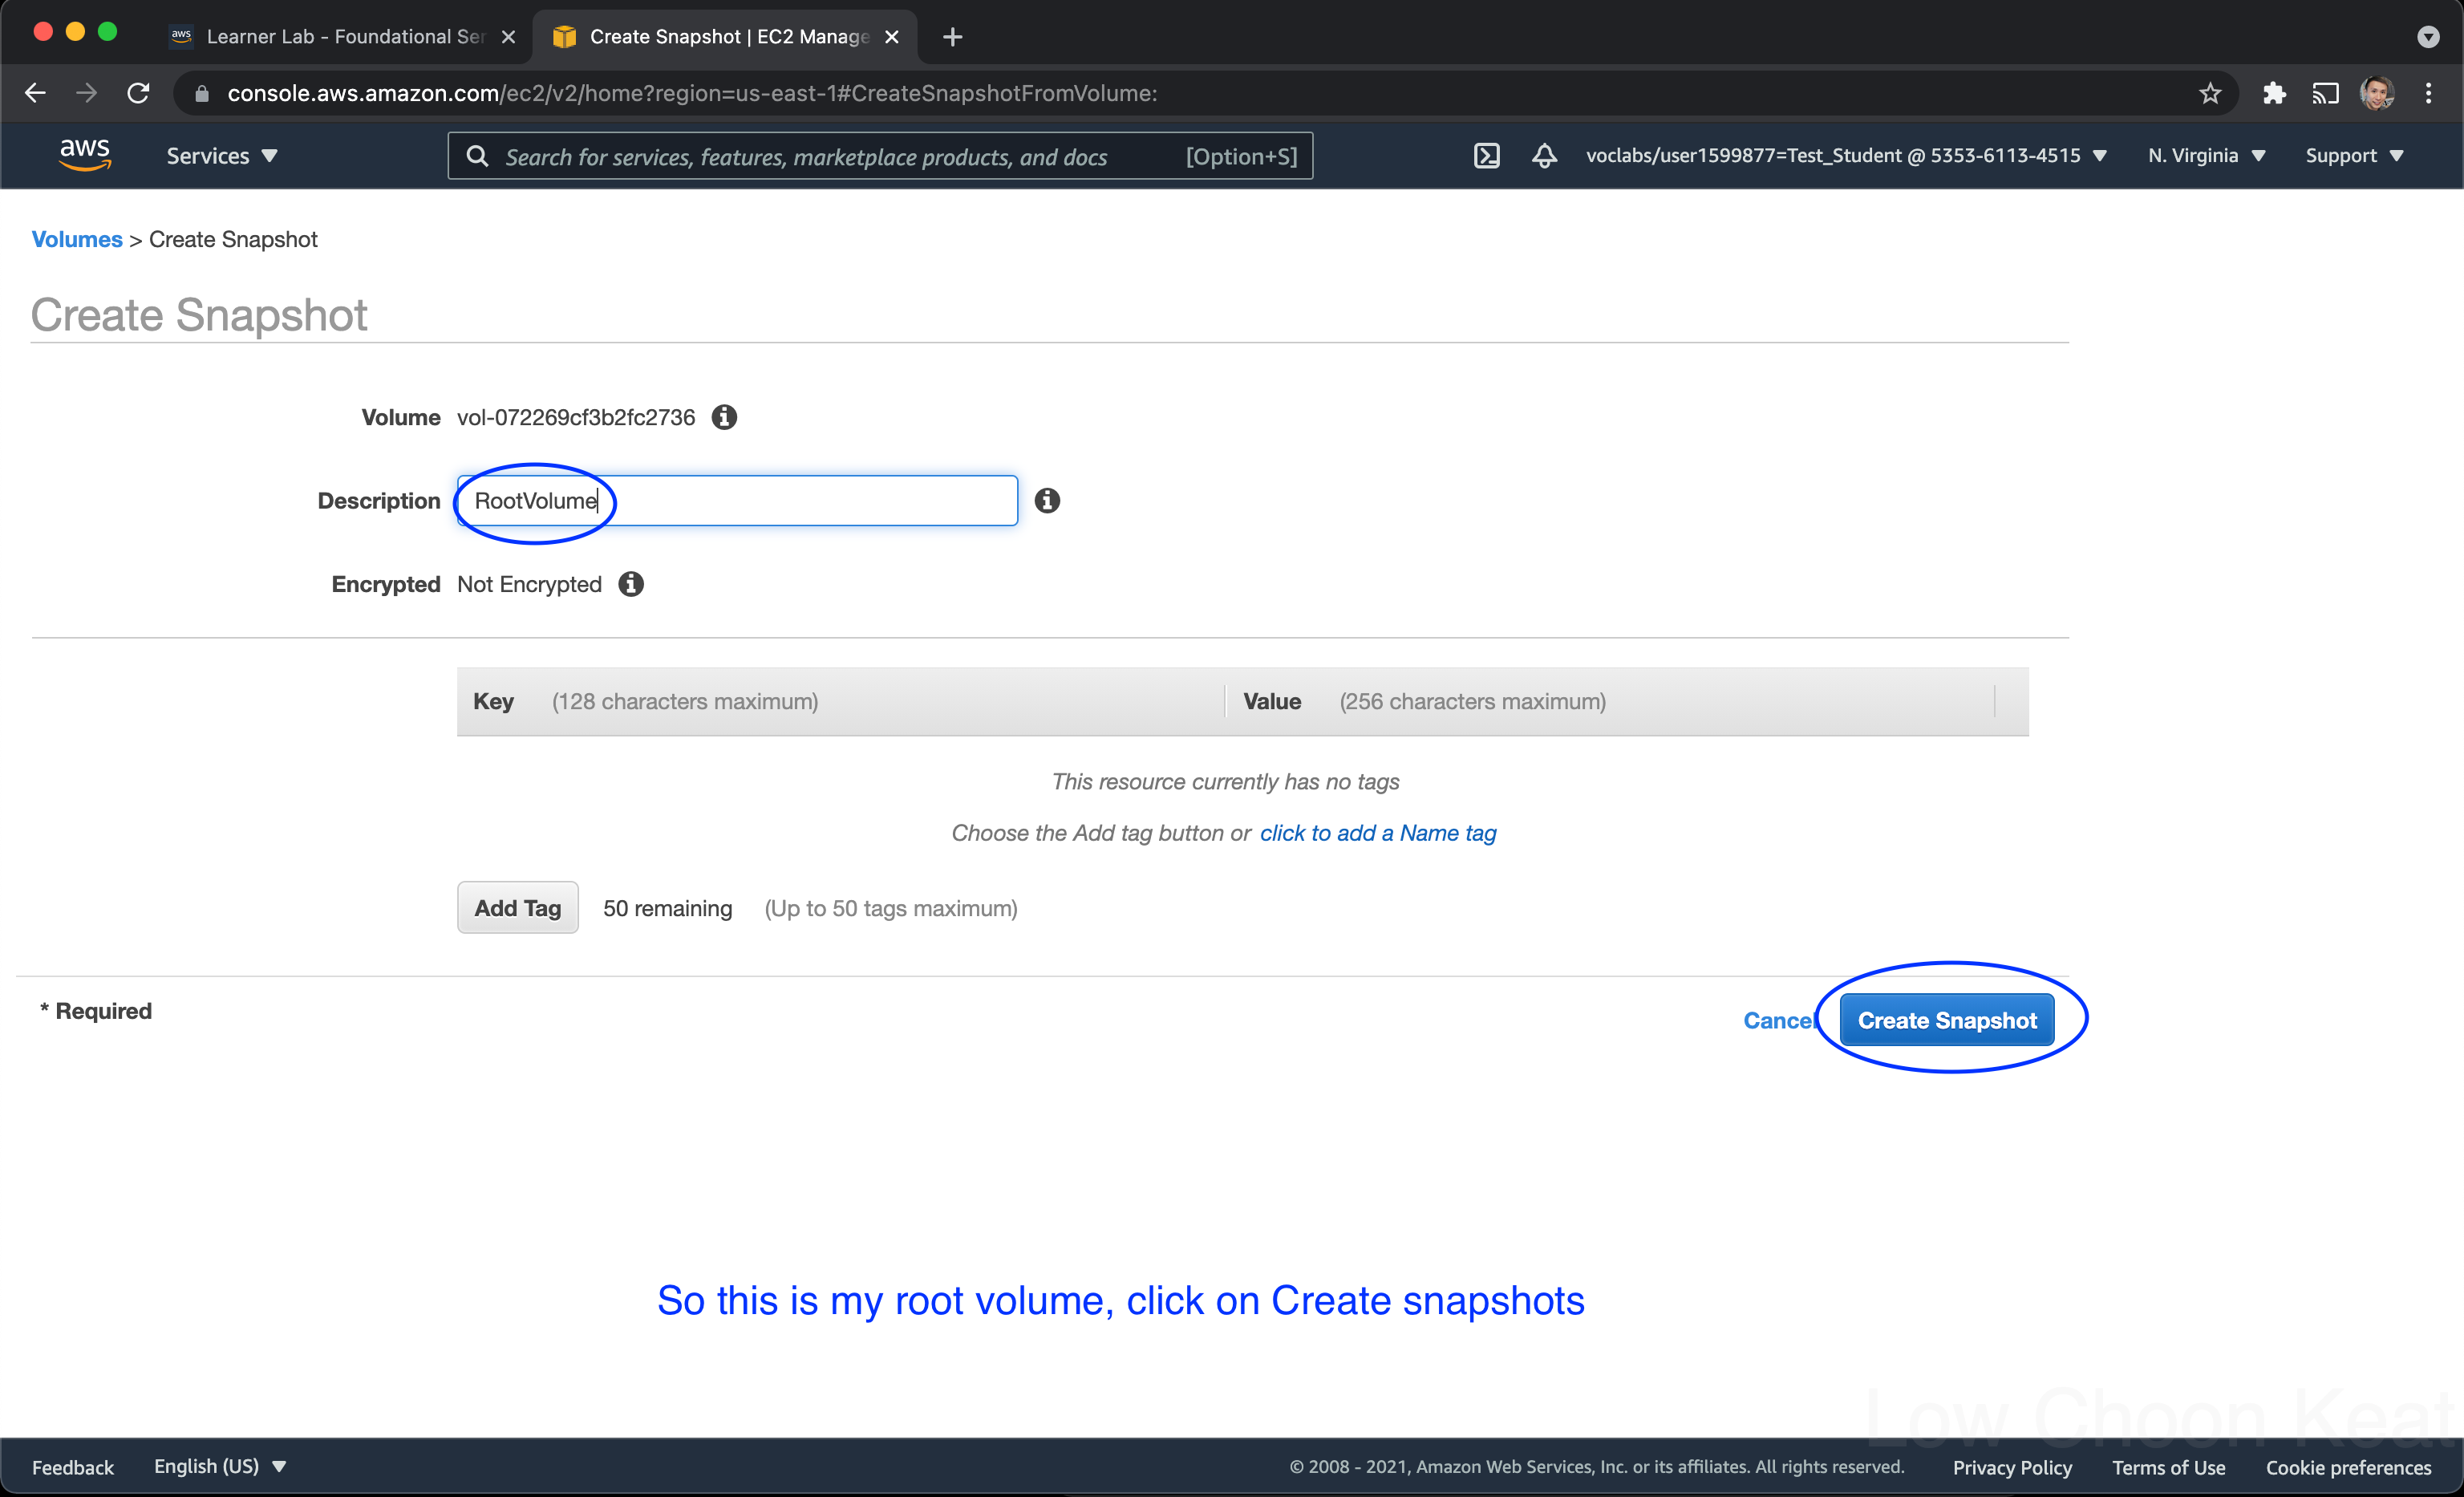 Learner Lab - Foundational Ser
Create Snapshot | EC2 Manage
console.aws.amazon.com/ec2/v2/home?region=us-east-1#CreateSnapshotFromVolume:
aws Services Search for services, features, marketplace products, and docs [Option+S] voclabs/user1599877=Test_Student @ 5353-6113-4515 N. Virginia Support
Volumes > Create Snapshot
Create Snapshot
Volume vol-072269cf3b2fc2736
Description RootVolume
Encrypted Not Encrypted
Key (128 characters maximum) Value (256 characters maximum)
This resource currently has no tags
Choose the Add tag button or click to add a Name tag
Add Tag 50 remaining (Up to 50 tags maximum)
* Required Cancel Create Snapshot
So this is my root volume, click on Create snapshots
Low Choon Keat
Feedback English (US) © 2008 - 2021, Amazon Web Services, Inc. or its affiliates. All rights reserved. Privacy Policy Terms of Use Cookie preferences